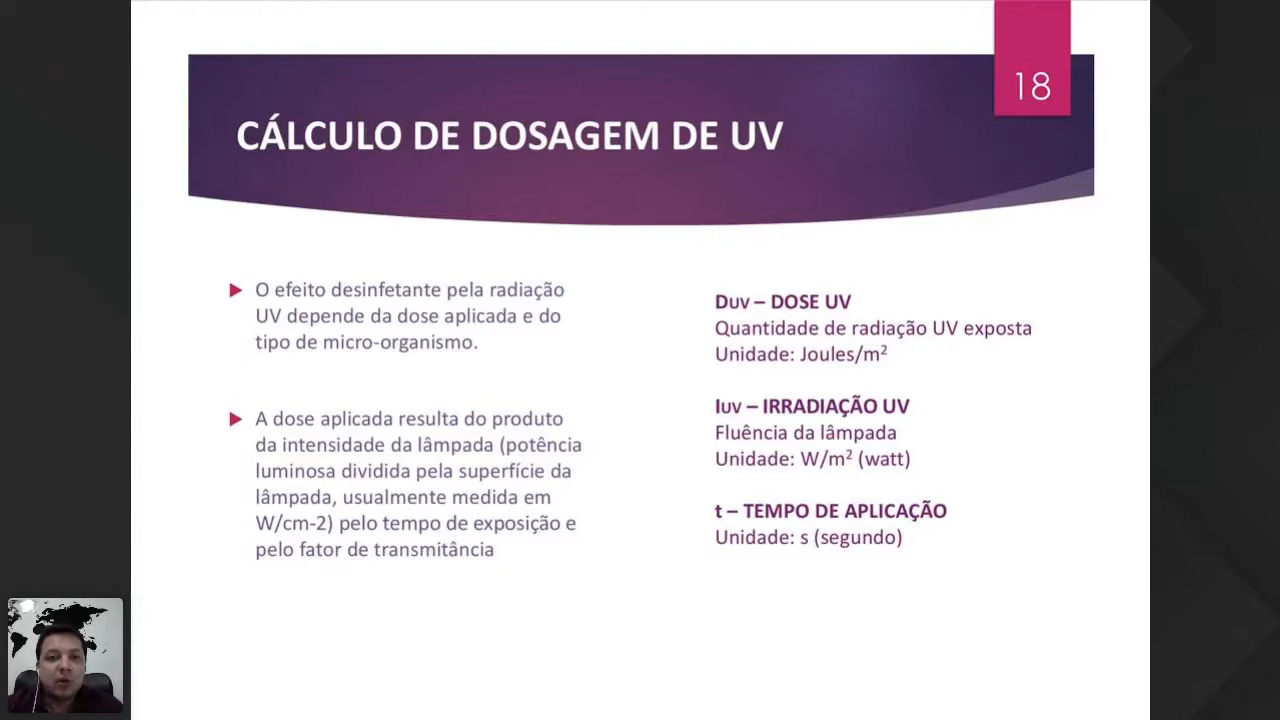 18
CÁLCULO DE DOSAGEM DE UV
O efeito desinfetante pela radiação
UV depende da dose aplicada e do
tipo de micro-organismo.
A dose aplicada resulta do produto
da intensidade da lâmpada (potência
luminosa dividida pela superfície da
lâmpada, usualmente medida em
W/cm-2) pelo tempo de exposição e
pelo fator de transmitância
DUV – DOSE UV
Quantidade de radiação UV exposta
Unidade: Joules/m²
IUV – IRRADIAÇÃO UV
Fluência da lâmpada
Unidade: W/m² (watt)
t – TEMPO DE APLICAÇÃO
Unidade: s (segundo)